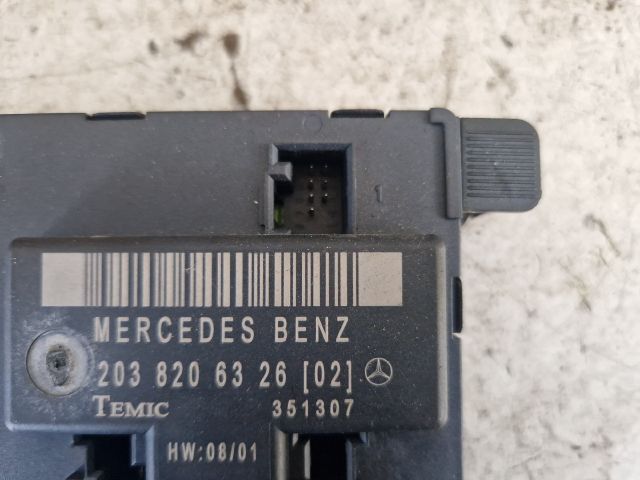 1
MERCEDES BENZ
203 820 63 26 [02]
TEMIC 351307
HW:08/01